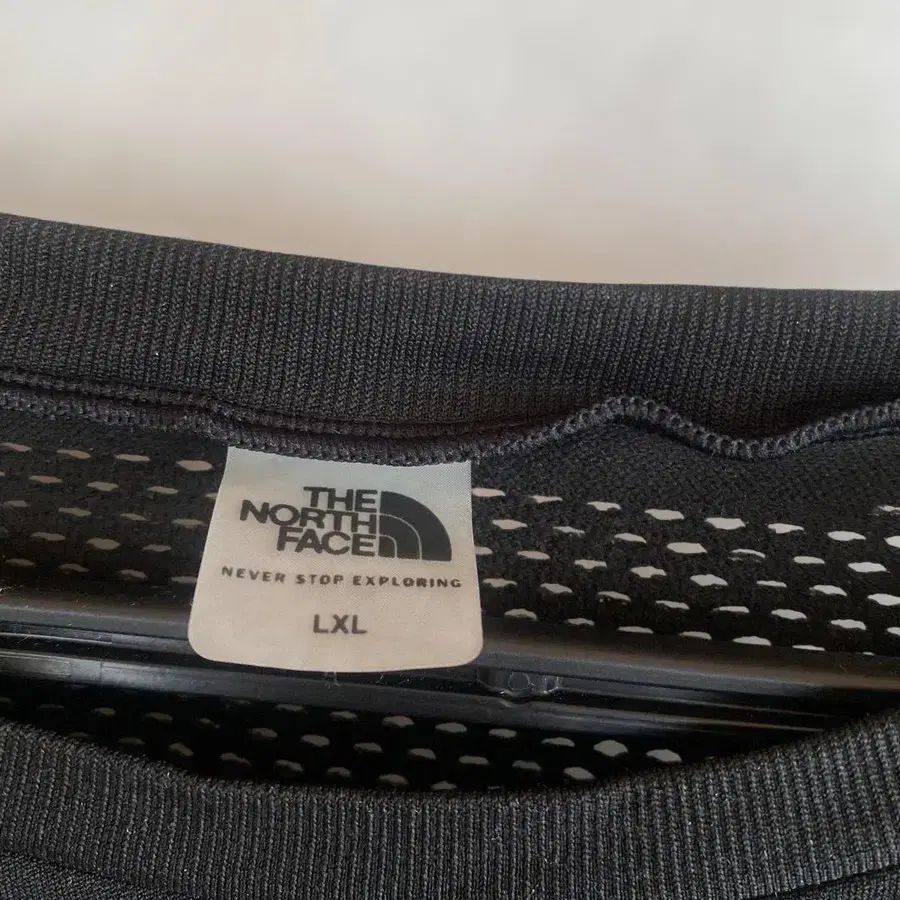 THE
NORTH
FACE
NEVER STOP EXPLORING
LXL